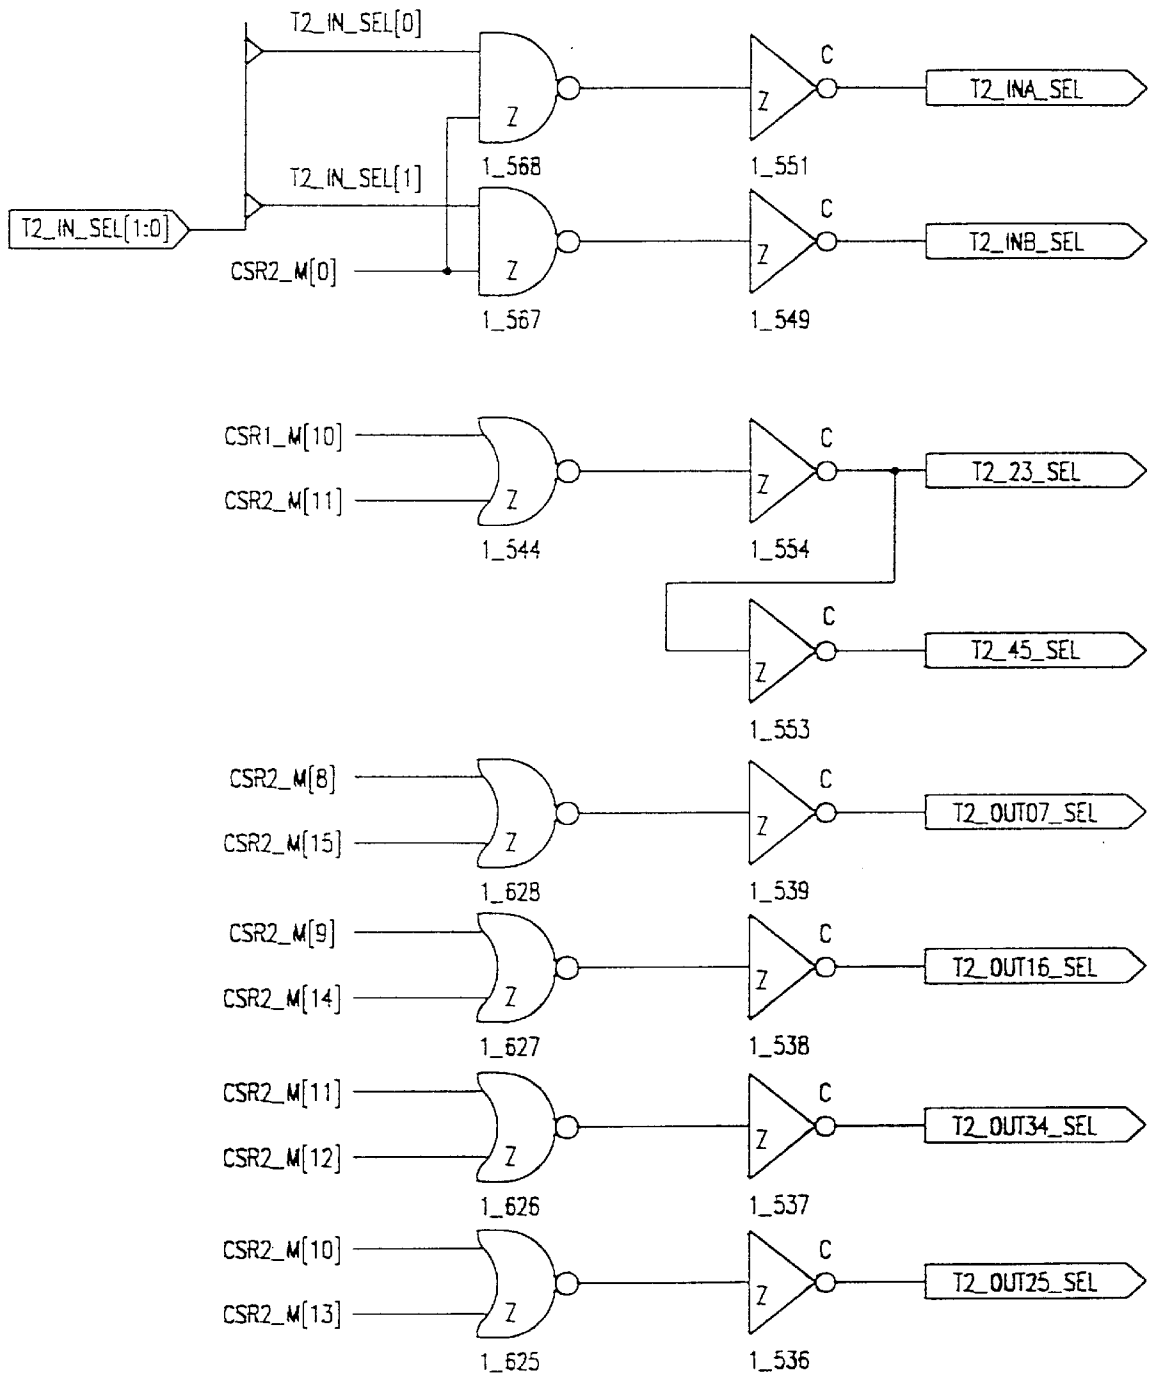 T2_IN_SEL[0]
C
Z
Z
T2_INA_SEL
1_568
1_551
T2_IN_SEL[1]
C
T2_IN_SEL[1:0]
T2_INB_SEL
CSR2_M[0]
Z
Z
1_567
1_549
CSR1_M[10]
C
T2_23_SEL
CSR2_M[11]
Z
Z
1_544
1_554
C
Z
T2_45_SEL
1_553
CSR2_M[8]
C
T2_OUT07_SEL
CSR2_M[15]
Z
Z
1_628
1_539
CSR2_M[9]
C
T2_OUT16_SEL
CSR2_M[14]
Z
Z
1_627
1_538
CSR2_M[11]
C
T2_OUT34_SEL
CSR2_M[12]
Z
Z
1_626
1_537
CSR2_M[10]
C
T2_OUT25_SEL
CSR2_M[13]
Z
Z
1_625
1_536